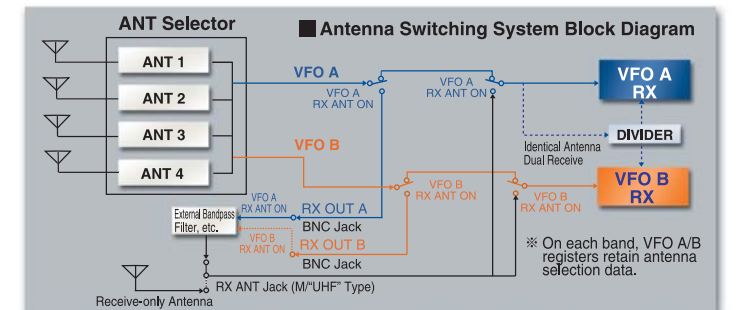 ANT Selector
■ Antenna Switching System Block Diagram
ANT 1
ANT 2
ANT 3
ANT 4
VFO A
VFO A
RX ANT ON
VFO A
RX ANT ON
VFO A
RX
DIVIDER
Identical Antenna
Dual Receive
VFO B
VFO B
RX ANT ON
VFO B
RX ANT ON
VFO B
RX
External Bandpass
Filter, etc.
VFO A
RX ANT ON
RX OUT A
BNC Jack
VFO B
RX ANT ON
RX OUT B
BNC Jack
RX ANT Jack (M/"UHF" Type)
Receive-only Antenna
※ On each band, VFO A/B
registers retain antenna
selection data.